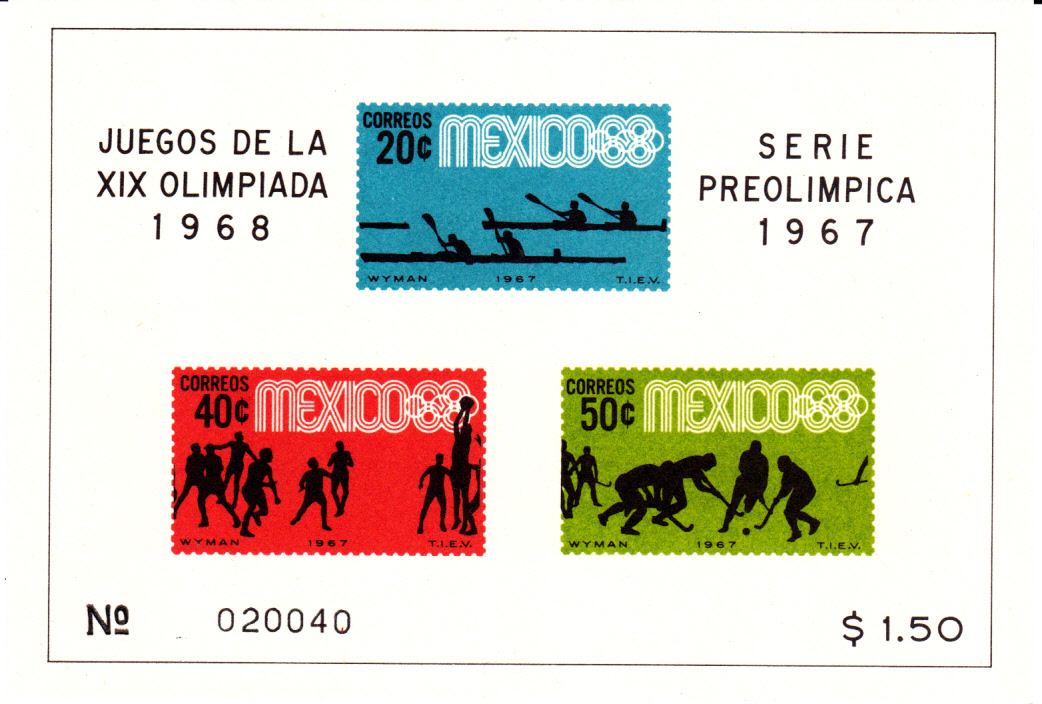 JUEGOS DE LA
XIX OLIMPIADA
1968
CORREOS
20¢
MEXICO68
WYMAN 1967 T.I.E.V.
SERIE
PREOLIMPICA
1967
CORREOS
40¢
MEXICO68
WYMAN 1967 T.I.E.V.
CORREOS
50¢
MEXICO68
WYMAN 1967 T.I.E.V.
Nº 020040
$ 1.50